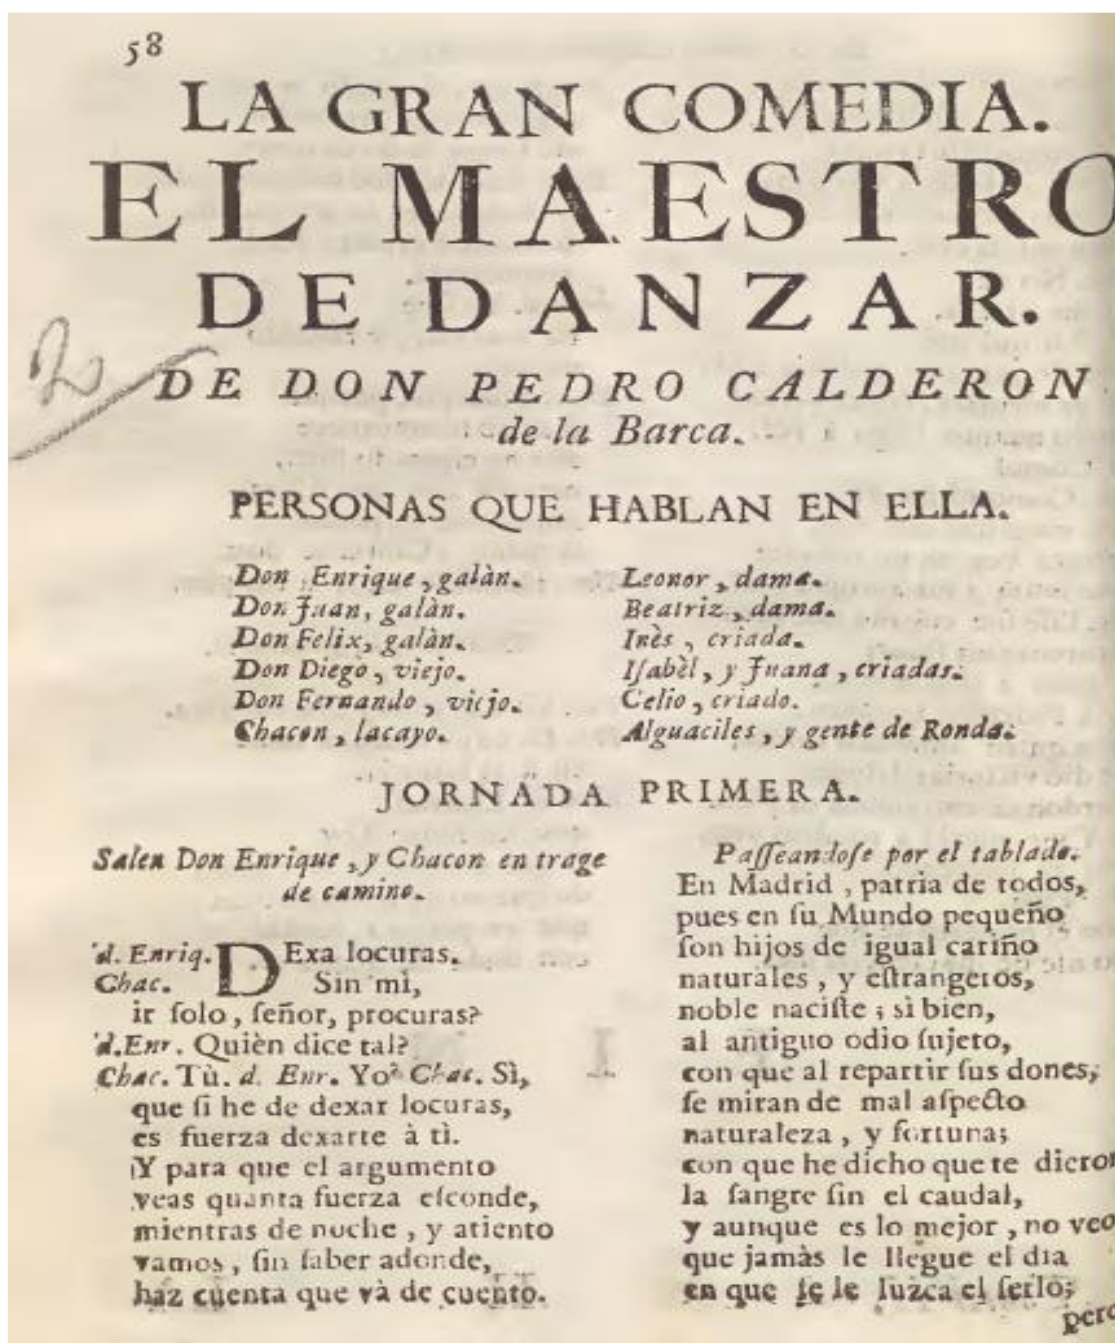 58
LA GRAN COMEDIA.
EL MAESTRO
DE DANZAR.
DE DON PEDRO CALDERON
de la Barca.
PERSONAS QUE HABLAN EN ELLA.
Don Enrique, galàn.
Don Juan, galàn.
Don Felix, galàn.
Don Diego, viejo.
Don Fernando, viejo.
Chacon, lacayo.
Leonor, dama.
Beatriz, dama.
Inès, criada.
Iſabèl, y Juana, criadas.
Celio, criado.
Alguaciles, y gente de Ronda.
JORNADA PRIMERA.
Salen Don Enrique, y Chacon en trage
de camino.
d. Enriq. DExa locuras.
Chac. Sin mi,
ir ſolo, ſeñor, procuras?
d.Enr. Quièn dice tal?
Chac. Tù. d. Enr. Yo? Chac. Sì,
que ſi he de dexar locuras,
es fuerza dexarte à tì.
Y para que el argumento
veas quanta fuerza eſconde,
mientras de noche, y atiento
vamos, ſin ſaber adonde,
haz cuenta que và de cuento.
Paſſeandoſe por el tablado.
En Madrid, patria de todos,
pues en ſu Mundo pequeño
ſon hijos de igual cariño
naturales, y eſtrangeros,
noble naciſte; sì bien,
al antiguo odio ſujeto,
con que al repartir ſus dones,
ſe miran de mal aſpecto
naturaleza, y fortuna;
con que he dicho que te dieron
la ſangre ſin el caudal,
y aunque es lo mejor, no veo
que jamàs le llegue el dia
en que ſe le luzca el ſerlo;
pero